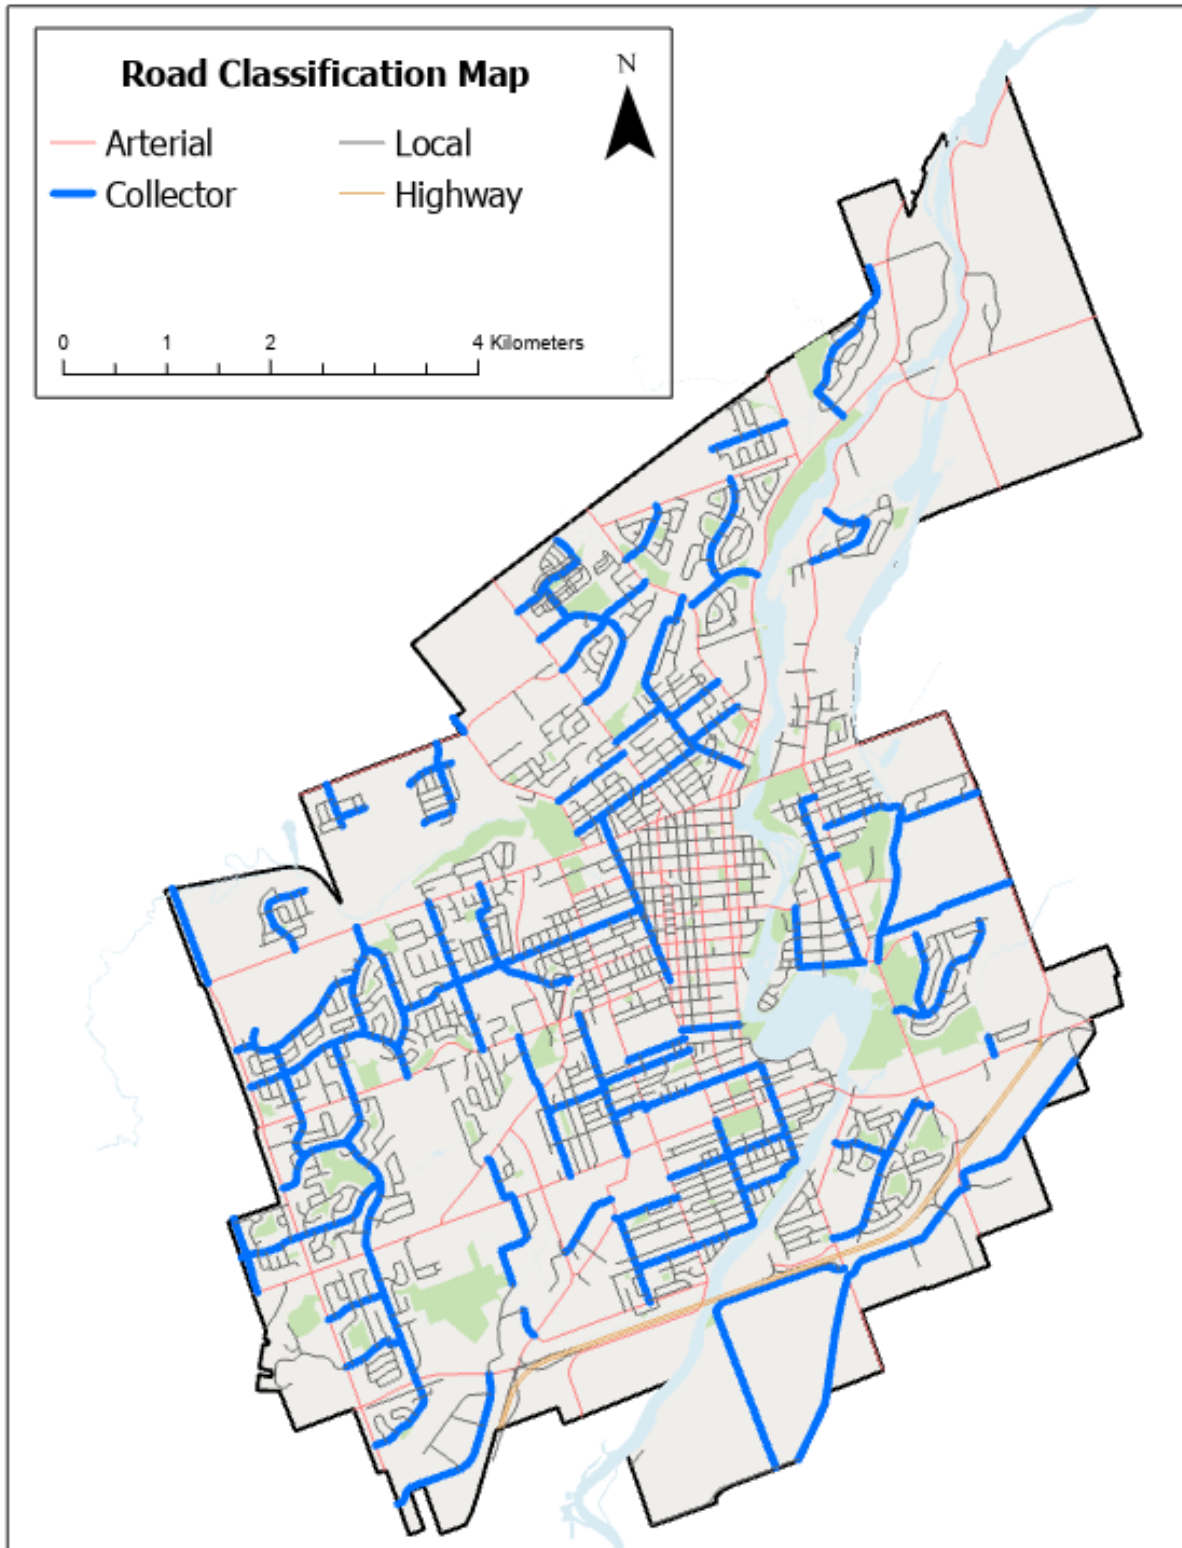 Road Classification Map
N
Arterial
Local
Collector
Highway
0 1 2 4 Kilometers